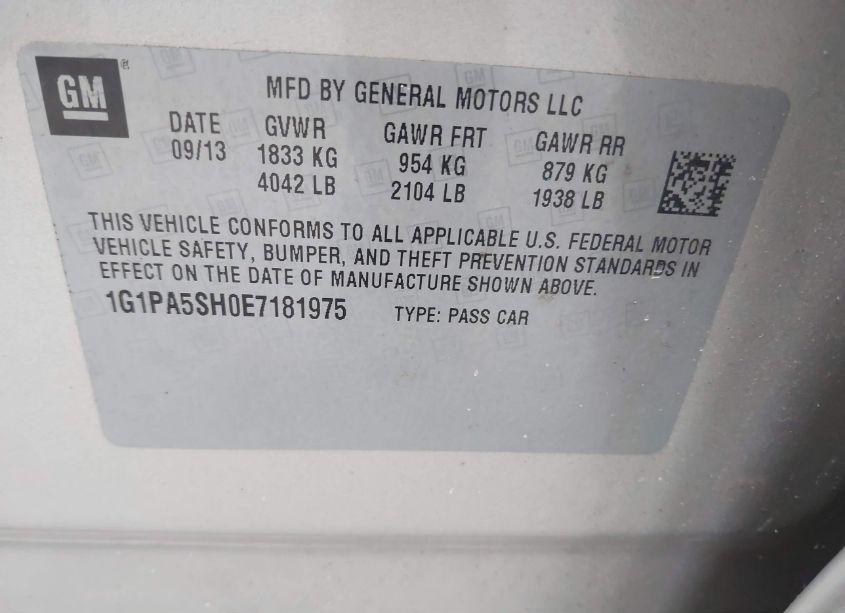 GM®
MFD BY GENERAL MOTORS LLC
DATE GVWR GAWR FRT GAWR RR
09/13 1833 KG 954 KG 879 KG
4042 LB 2104 LB 1938 LB
THIS VEHICLE CONFORMS TO ALL APPLICABLE U.S. FEDERAL MOTOR
VEHICLE SAFETY, BUMPER, AND THEFT PREVENTION STANDARDS IN
EFFECT ON THE DATE OF MANUFACTURE SHOWN ABOVE.
1G1PA5SH0E7181975 TYPE: PASS CAR